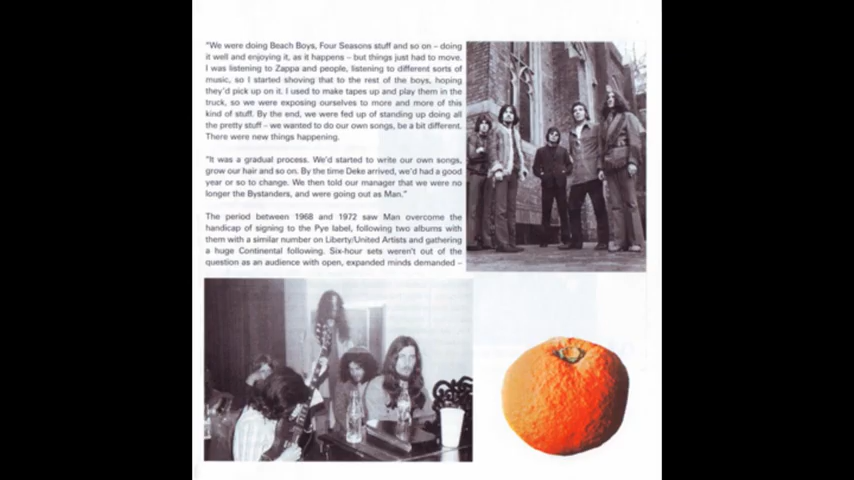 "We were doing Beach Boys, Four Seasons stuff and so on – doing
it well and enjoying it, as it happens – but things just had to move.
I was listening to Zappa and people, listening to different sorts of
music, so I started shoving that to the rest of the boys, hoping
they'd pick up on it. I used to make tapes up and play them in the
truck, so we were exposing ourselves to more and more of this
kind of stuff. By the end, we were fed up of standing up doing all
the pretty stuff – we wanted to do our own songs, be a bit different.
There were new things happening.
"It was a gradual process. We'd started to write our own songs,
grow our hair and so on. By the time Deke arrived, we'd had a good
year or so to change. We then told our manager that we were no
longer the Bystanders, and were going out as Man."
The period between 1968 and 1972 saw Man overcome the
handicap of signing to the Pye label, following two albums with
them with a similar number on Liberty/United Artists and gathering
a huge Continental following. Six-hour sets weren't out of the
question as an audience with open, expanded minds demanded –